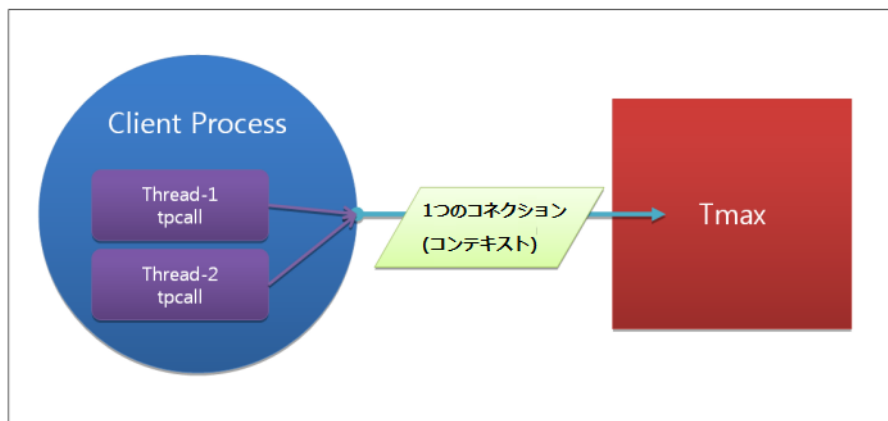 Client Process
Thread-1
tpcall
Thread-2
tpcall
1つのコネクション
(コンテキスト)
Tmax